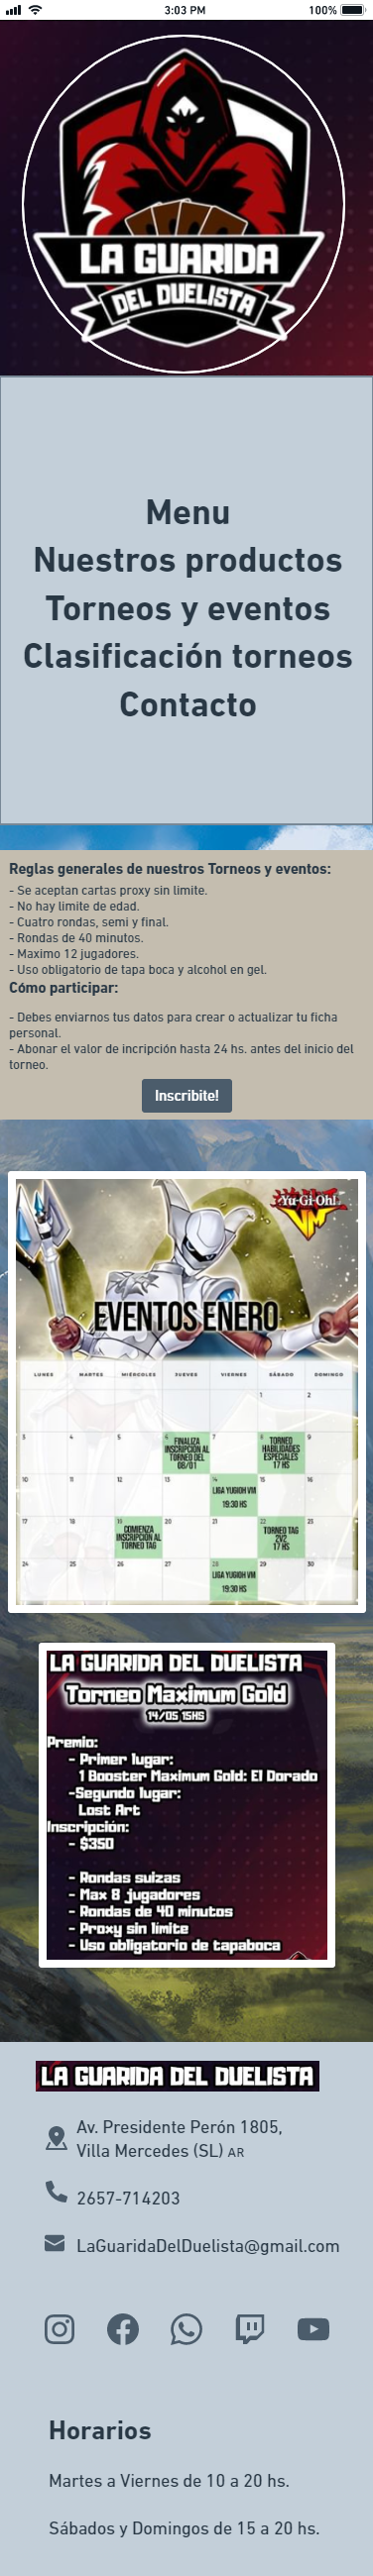 3:03 PM 100%
LA GUARIDA
DEL DUELISTA
Menu
Nuestros productos
Torneos y eventos
Clasificación torneos
Contacto
Reglas generales de nuestros Torneos y eventos:
- Se aceptan cartas proxy sin limite.
- No hay limite de edad.
- Cuatro rondas, semi y final.
- Rondas de 40 minutos.
- Maximo 12 jugadores.
- Uso obligatorio de tapa boca y alcohol en gel.
Cómo participar:
- Debes enviarnos tus datos para crear o actualizar tu ficha
personal.
- Abonar el valor de incripción hasta 24 hs. antes del inicio del
torneo.
Inscribite!
Yu-Gi-Oh!
VM
EVENTOS ENERO
LUNES MARTES MIÉRCOLES JUEVES VIERNES SÁBADO DOMINGO
1 2
3 4 5 6 7 8 9
FINALIZA
INSCRIPCIÓN AL
TORNEO DEL
08/01
TORNEO
HABILIDADES
ESPECIALES
17 HS
10 11 12 13 14 15 16
LIGA YUGIOH VM
19:30 HS
17 18 19 20 21 22 23
COMIENZA
INSCRIPCIÓN AL
TORNEO TAG
TORNEO TAG
2V2
17 HS
24 25 26 27 28 29 30
LIGA YUGIOH VM
19:30 HS
LA GUARIDA DEL DUELISTA
Torneo Maximum Gold
14/05 15HS
Premio:
- Primer lugar:
1 Booster Maximum Gold: El Dorado
-Segundo lugar:
Lost Art
Inscripción:
- $350
- Rondas suizas
- Max 8 jugadores
- Rondas de 40 minutos
- Proxy sin limite
- Uso obligatorio de tapaboca
LA GUARIDA DEL DUELISTA
Av. Presidente Perón 1805,
Villa Mercedes (SL) AR
2657-714203
LaGuaridaDelDuelista@gmail.com
Horarios
Martes a Viernes de 10 a 20 hs.
Sábados y Domingos de 15 a 20 hs.